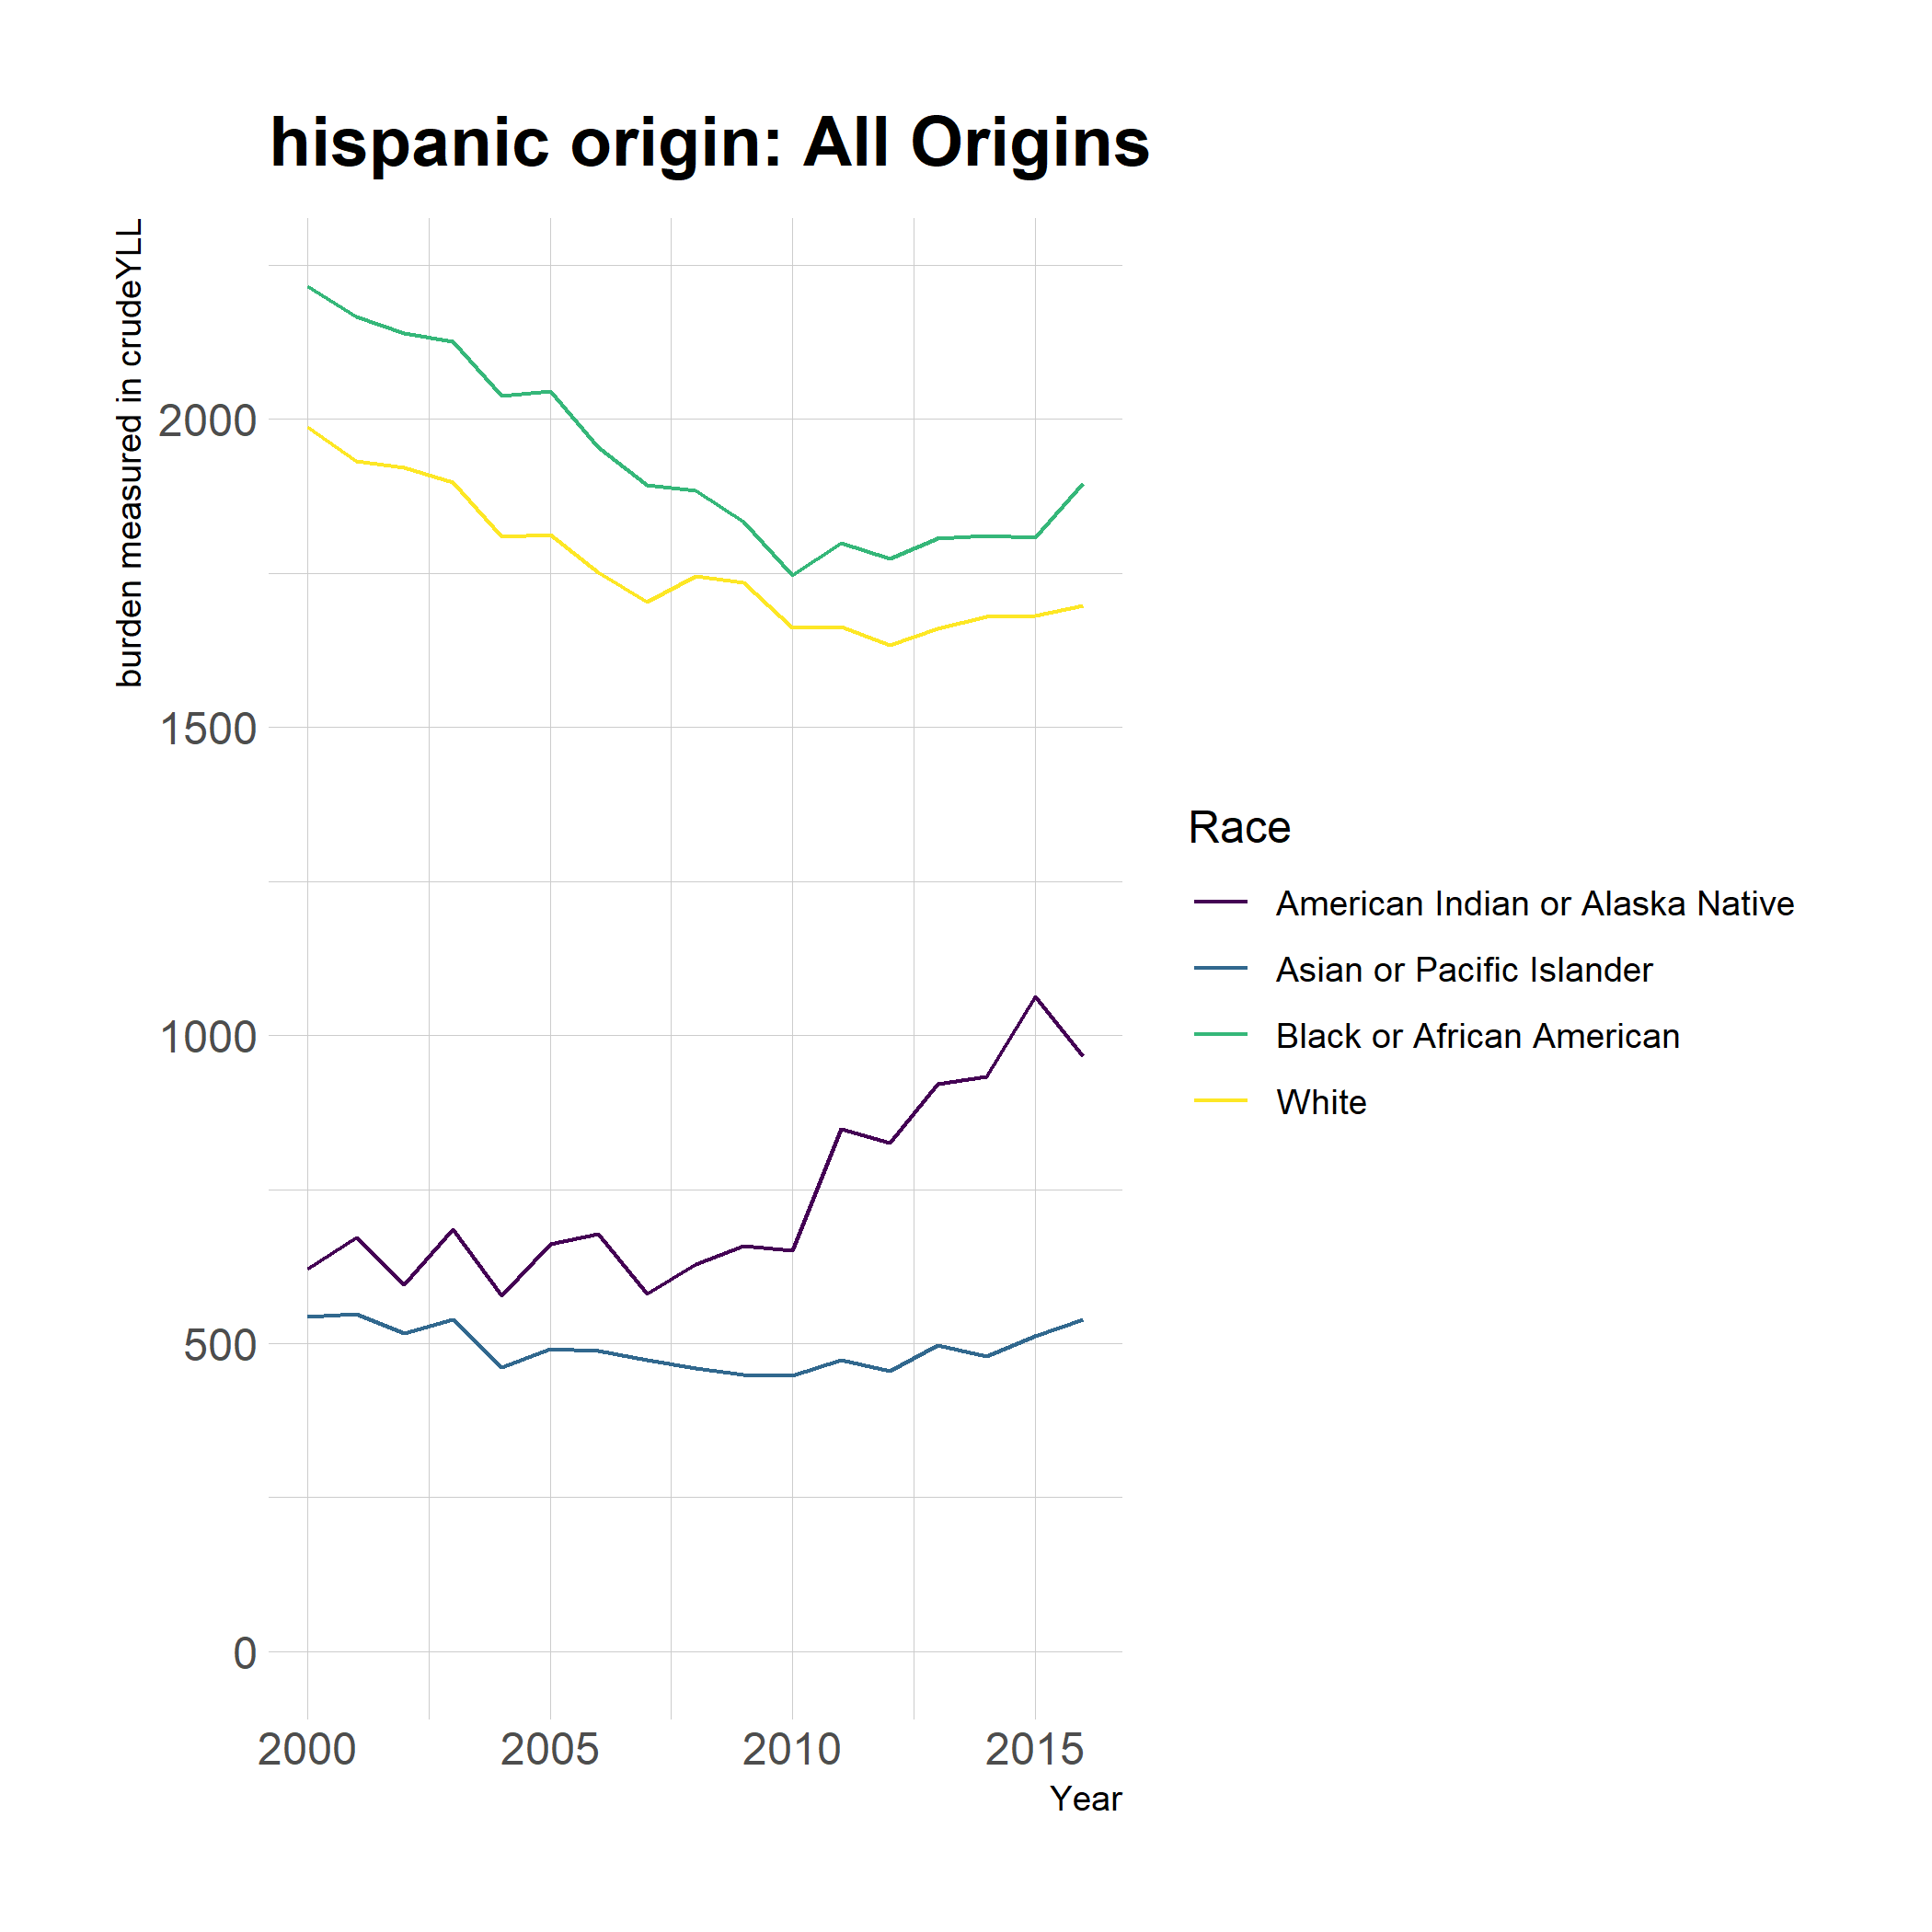 hispanic origin: All Origins
burden measured in crudeYLL
2000
1500
1000
500
0
2000 2005 2010 2015
Year
Race
American Indian or Alaska Native
Asian or Pacific Islander
Black or African American
White